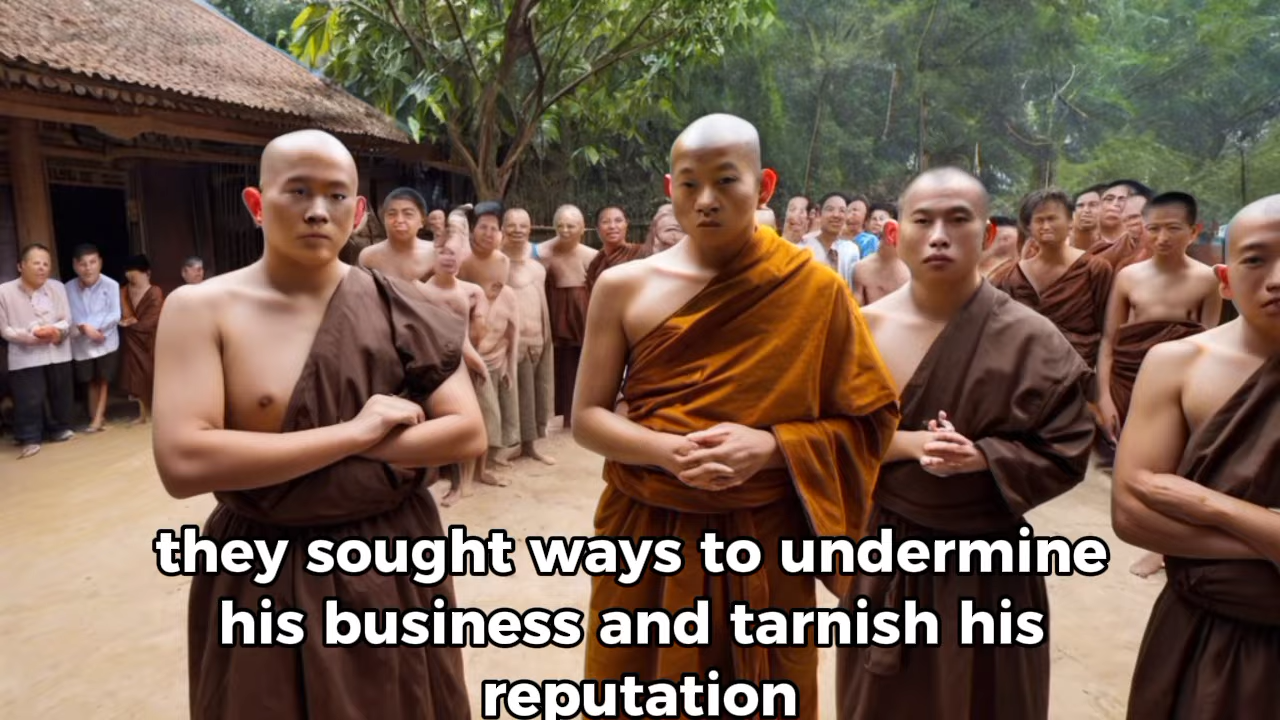 they sought ways to undermine
his business and tarnish his
reputation